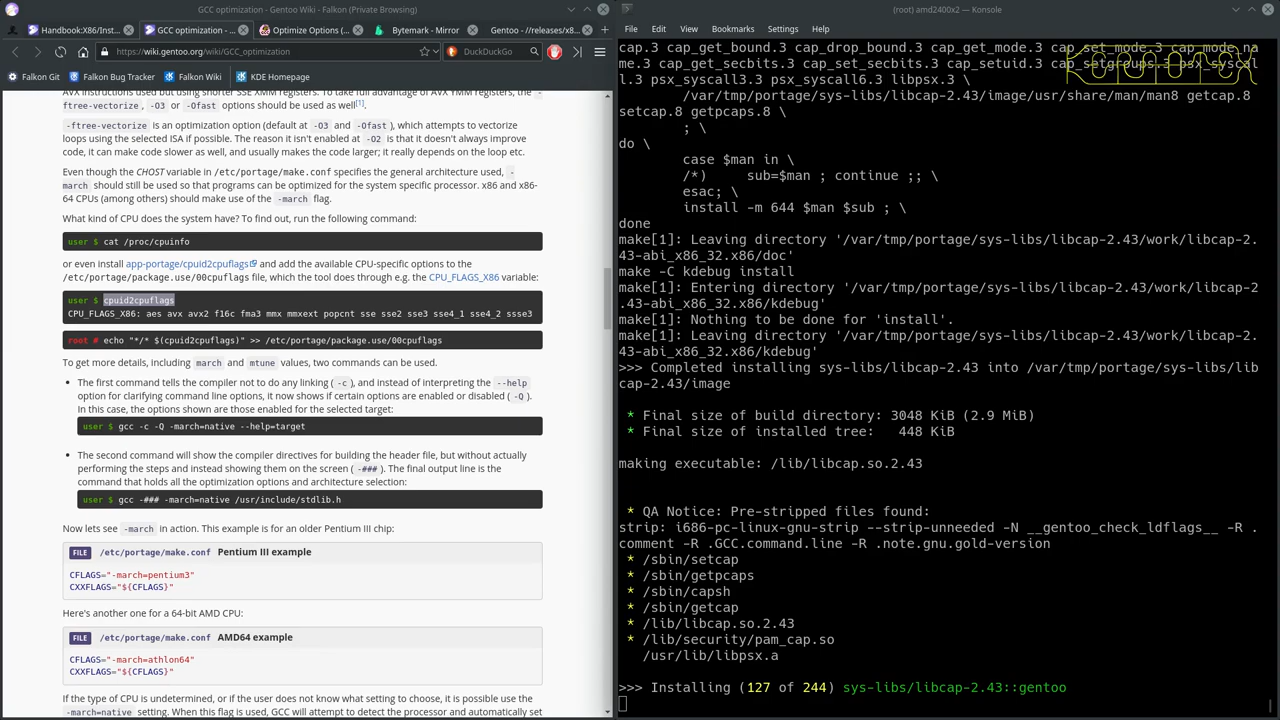 GCC optimization - Gentoo Wiki - Falkon (Private Browsing)
Handbook:X86/Inst...
GCC optimization - ...
Optimize Options (...
Bytemark - Mirror
Gentoo - /releases/x8...
https://wiki.gentoo.org/wiki/GCC_optimization
DuckDuckGo
Falkon Git
Falkon Bug Tracker
Falkon Wiki
KDE Homepage
AVX instructions used but using shorter SSE XMM registers. To take full advantage of AVX YMM registers, the -
ftree-vectorize, -O3 or -Ofast options should be used as well[1].
-ftree-vectorize is an optimization option (default at -O3 and -Ofast), which attempts to vectorize
loops using the selected ISA if possible. The reason it isn't enabled at -O2 is that it doesn't always improve
code, it can make code slower as well, and usually makes the code larger; it really depends on the loop etc.
Even though the CHOST variable in /etc/portage/make.conf specifies the general architecture used, -
march should still be used so that programs can be optimized for the system specific processor. x86 and x86-
64 CPUs (among others) should make use of the -march flag.
What kind of CPU does the system have? To find out, run the following command:
user $ cat /proc/cpuinfo
or even install app-portage/cpuid2cpuflags and add the available CPU-specific options to the
/etc/portage/package.use/00cpuflags file, which the tool does through e.g. the CPU_FLAGS_X86 variable:
user $ cpuid2cpuflags
CPU_FLAGS_X86: aes avx avx2 f16c fma3 mmx mmxext popcnt sse sse2 sse3 sse4_1 sse4_2 ssse3
root # echo "*/* $(cpuid2cpuflags)" >> /etc/portage/package.use/00cpuflags
To get more details, including march and mtune values, two commands can be used.
• The first command tells the compiler not to do any linking (-c), and instead of interpreting the --help
option for clarifying command line options, it now shows if certain options are enabled or disabled (-Q).
In this case, the options shown are those enabled for the selected target:
user $ gcc -c -Q -march=native --help=target
• The second command will show the compiler directives for building the header file, but without actually
performing the steps and instead showing them on the screen (-###). The final output line is the
command that holds all the optimization options and architecture selection:
user $ gcc -### -march=native /usr/include/stdlib.h
Now lets see -march in action. This example is for an older Pentium III chip:
FILE /etc/portage/make.conf Pentium III example
CFLAGS="-march=pentium3"
CXXFLAGS="${CFLAGS}"
Here's another one for a 64-bit AMD CPU:
FILE /etc/portage/make.conf AMD64 example
CFLAGS="-march=athlon64"
CXXFLAGS="${CFLAGS}"
If the type of CPU is undetermined, or if the user does not know what setting to choose, it is possible use the
-march=native setting. When this flag is used, GCC will attempt to detect the processor and automatically set
(root) amd2400x2 — Konsole
File Edit View Bookmarks Settings Help
cap.3 cap_get_bound.3 cap_drop_bound.3 cap_get_mode.3 cap_set_mode.3 cap_mode_na
me.3 cap_get_secbits.3 cap_set_secbits.3 cap_setuid.3 cap_setgroups.3 psx_syscal
l.3 psx_syscall3.3 psx_syscall6.3 libpsx.3 \
/var/tmp/portage/sys-libs/libcap-2.43/image/usr/share/man/man8 getcap.8
setcap.8 getpcaps.8 \
; \
do \
case $man in \
/*) sub=$man ; continue ;; \
esac; \
install -m 644 $man $sub ; \
done
make[1]: Leaving directory '/var/tmp/portage/sys-libs/libcap-2.43/work/libcap-2.
43-abi_x86_32.x86/doc'
make -C kdebug install
make[1]: Entering directory '/var/tmp/portage/sys-libs/libcap-2.43/work/libcap-2
.43-abi_x86_32.x86/kdebug'
make[1]: Nothing to be done for 'install'.
make[1]: Leaving directory '/var/tmp/portage/sys-libs/libcap-2.43/work/libcap-2.
43-abi_x86_32.x86/kdebug'
>>> Completed installing sys-libs/libcap-2.43 into /var/tmp/portage/sys-libs/lib
cap-2.43/image
* Final size of build directory: 3048 KiB (2.9 MiB)
* Final size of installed tree: 448 KiB
making executable: /lib/libcap.so.2.43
* QA Notice: Pre-stripped files found:
strip: i686-pc-linux-gnu-strip --strip-unneeded -N __gentoo_check_ldflags__ -R .
comment -R .GCC.command.line -R .note.gnu.gold-version
* /sbin/setcap
* /sbin/getpcaps
* /sbin/capsh
* /sbin/getcap
* /lib/libcap.so.2.43
* /lib/security/pam_cap.so
/usr/lib/libpsx.a
>>> Installing (127 of 244) sys-libs/libcap-2.43::gentoo